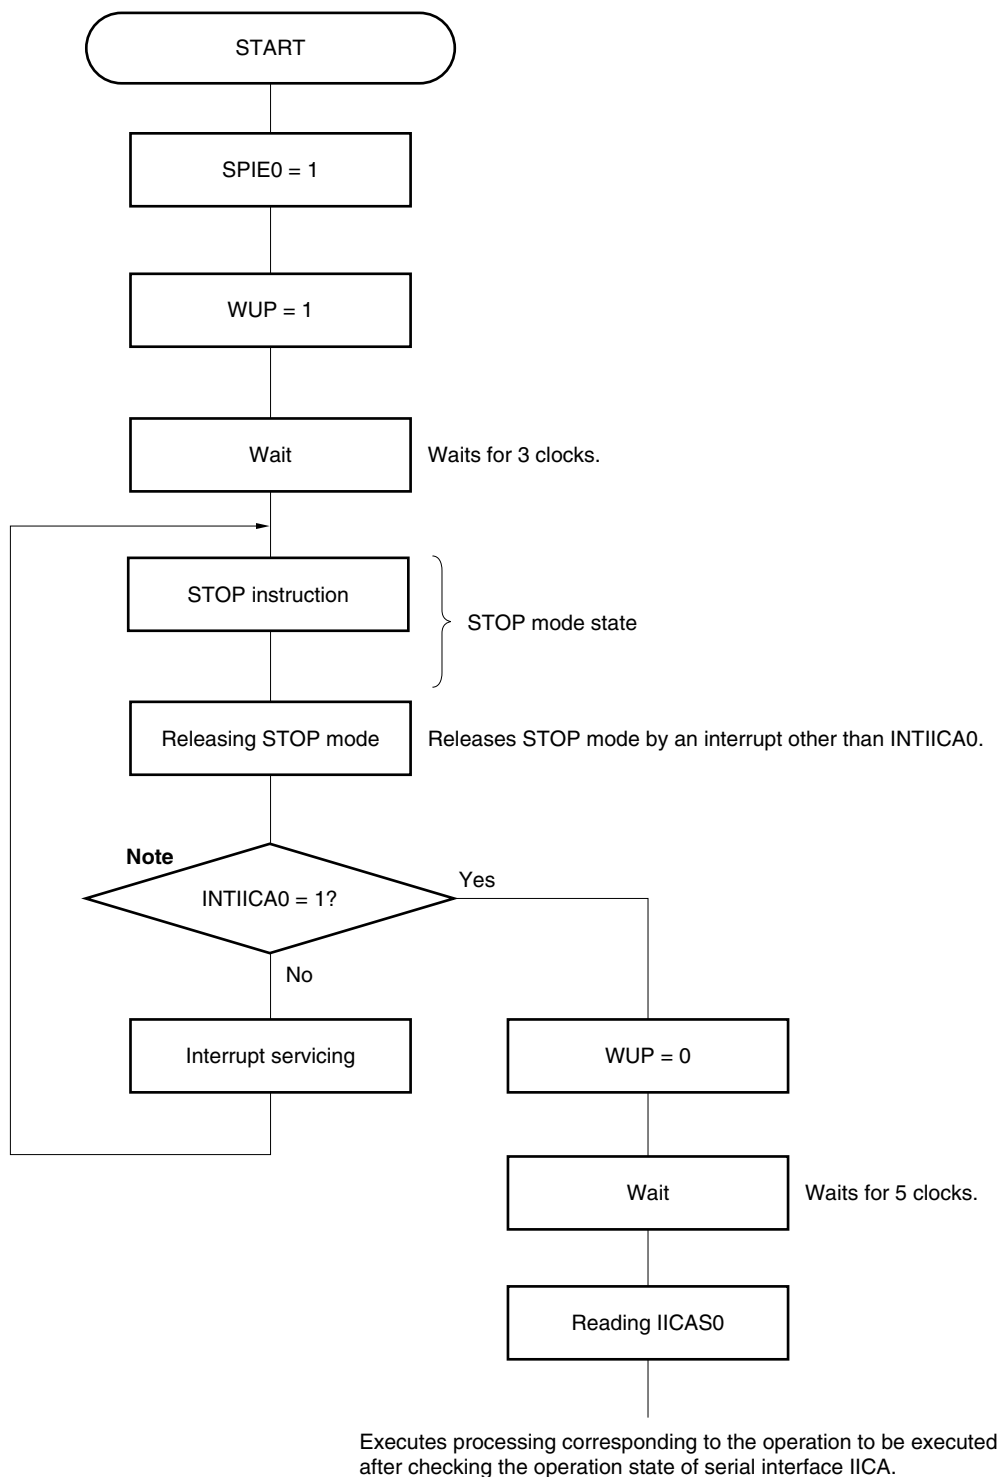 START
SPIE0 = 1
WUP = 1
Wait
Waits for 3 clocks.
STOP instruction
STOP mode state
Releasing STOP mode
Releases STOP mode by an interrupt other than INTIICA0.
Note
INTIICA0 = 1?
Yes
No
Interrupt servicing
WUP = 0
Wait
Waits for 5 clocks.
Reading IICAS0
Executes processing corresponding to the operation to be executed
after checking the operation state of serial interface IICA.